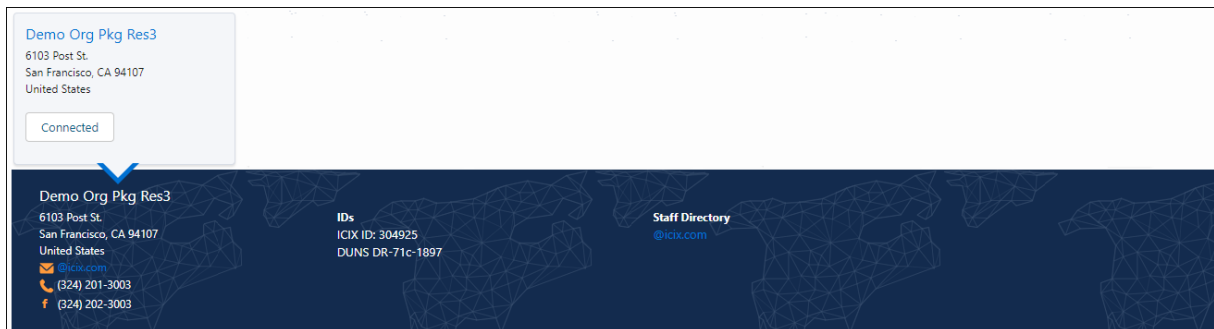 Demo Org Pkg Res3
6103 Post St.
San Francisco, CA 94107
United States
Connected
Demo Org Pkg Res3
6103 Post St.
San Francisco, CA 94107
United States
@icix.com
(324) 201-3003
f (324) 202-3003
IDs
ICIX ID: 304925
DUNS DR-71c-1897
Staff Directory
@icix.com